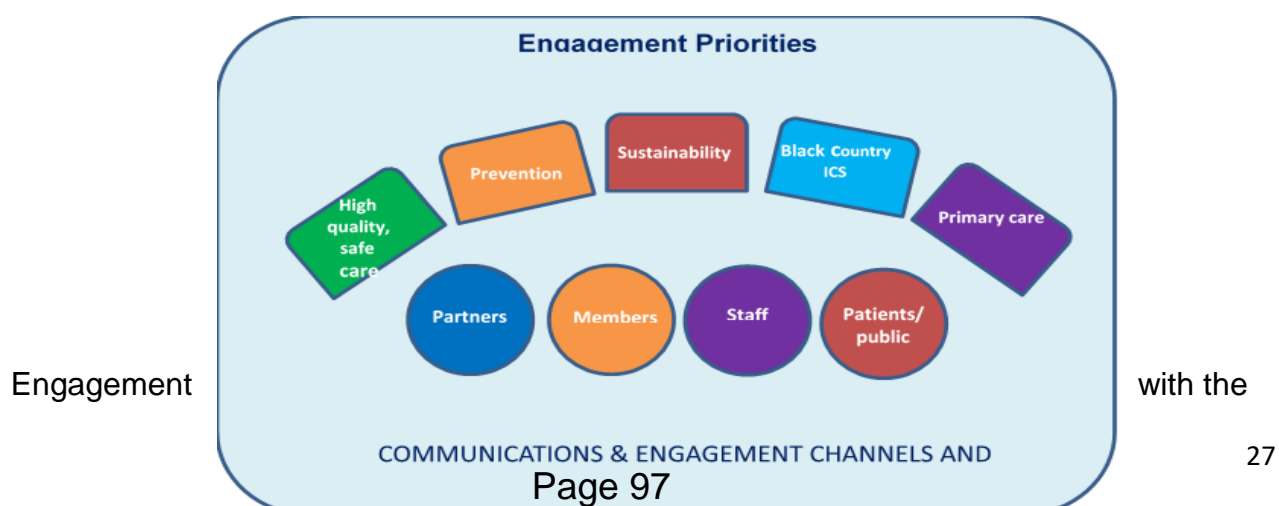 Engagement Priorities
High
quality,
safe
care
Prevention
Sustainability
Black Country
ICS
Primary care
Partners
Members
Staff
Patients/
public
Engagement with the
COMMUNICATIONS & ENGAGEMENT CHANNELS AND
27
Page 97